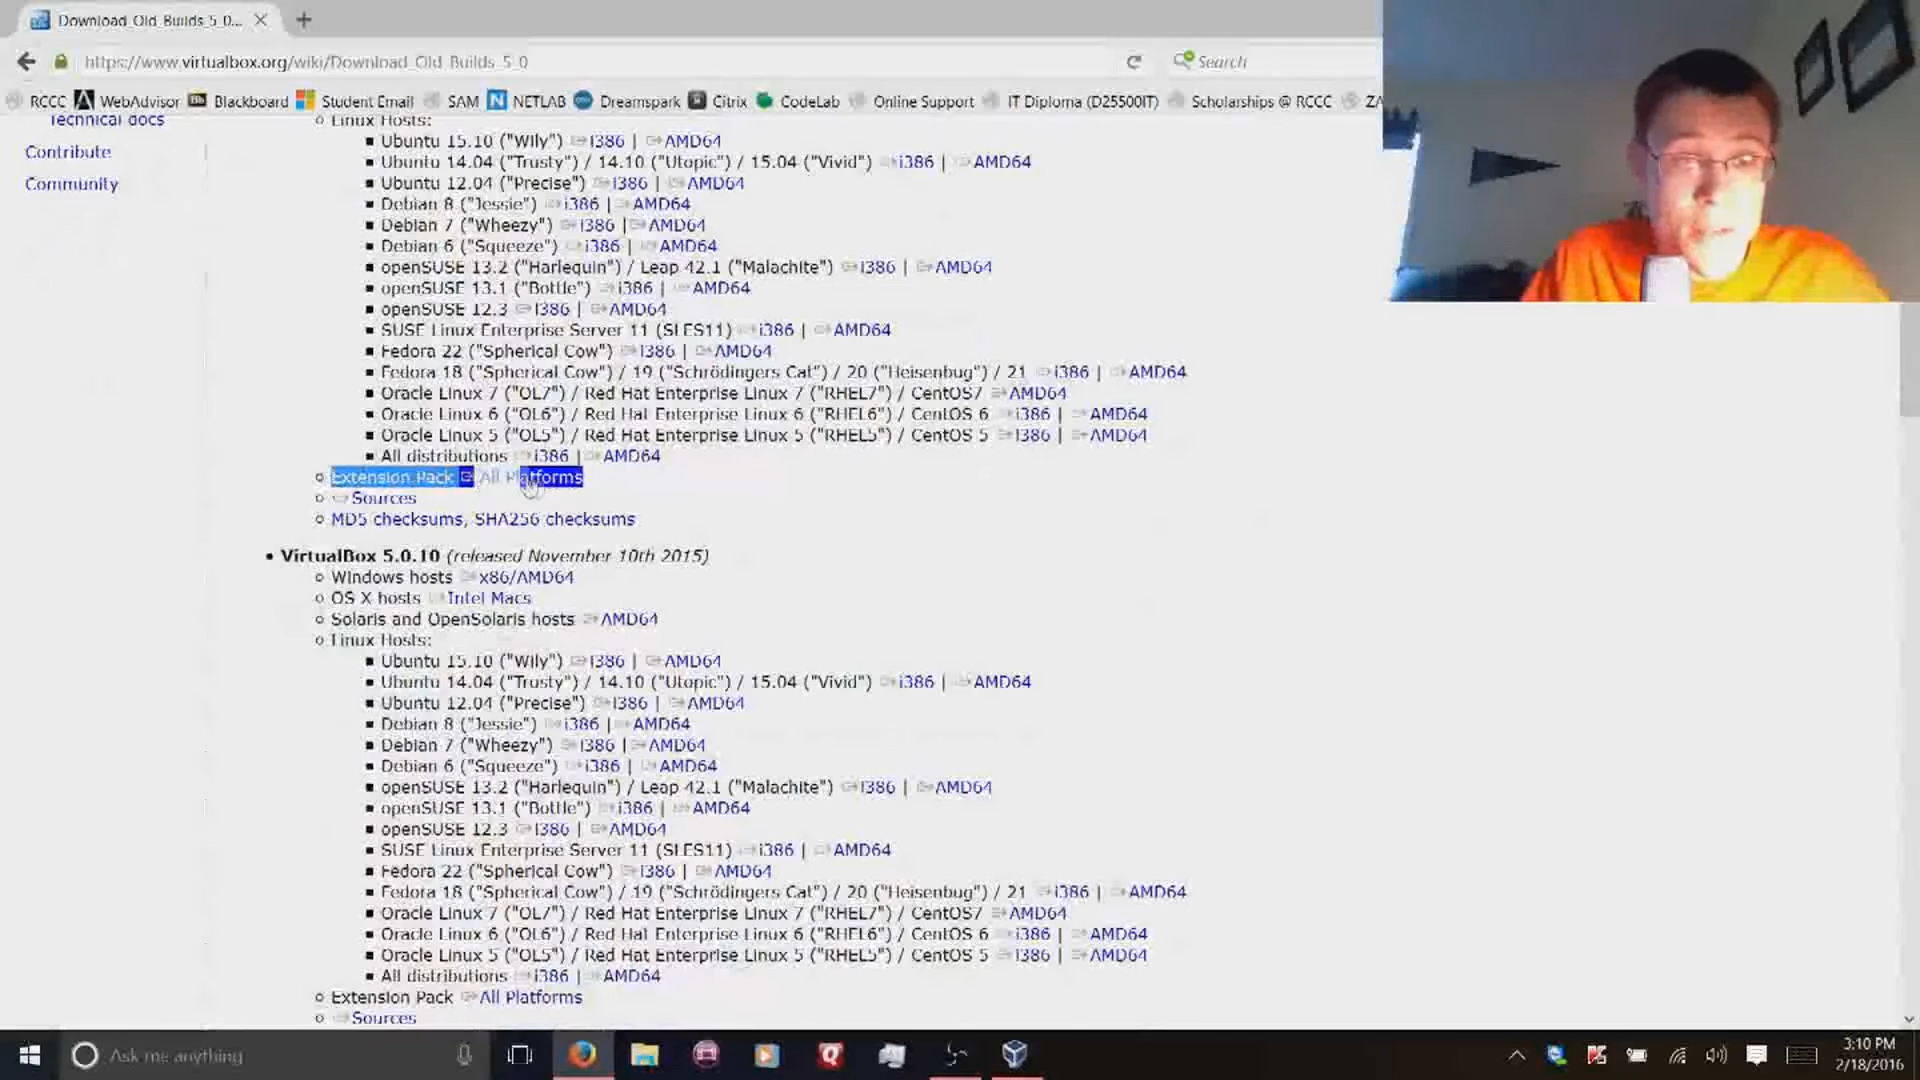 Download_Old_Builds_5_0...
https://www.virtualbox.org/wiki/Download_Old_Builds_5_0
Search
RCCC WebAdvisor Blackboard Student Email SAM NETLAB Dreamspark Citrix CodeLab Online Support IT Diploma (D25500IT) Scholarships @ RCCC ZA
Technical docs
Contribute
Community
Linux Hosts:
Ubuntu 15.10 ("Wily") i386 | AMD64
Ubuntu 14.04 ("Trusty") / 14.10 ("Utopic") / 15.04 ("Vivid") i386 | AMD64
Ubuntu 12.04 ("Precise") i386 | AMD64
Debian 8 ("Jessie") i386 | AMD64
Debian 7 ("Wheezy") i386 | AMD64
Debian 6 ("Squeeze") i386 | AMD64
openSUSE 13.2 ("Harlequin") / Leap 42.1 ("Malachite") i386 | AMD64
openSUSE 13.1 ("Bottle") i386 | AMD64
openSUSE 12.3 i386 | AMD64
SUSE Linux Enterprise Server 11 (SLES11) i386 | AMD64
Fedora 22 ("Spherical Cow") i386 | AMD64
Fedora 18 ("Spherical Cow") / 19 ("Schrödingers Cat") / 20 ("Heisenbug") / 21 i386 | AMD64
Oracle Linux 7 ("OL7") / Red Hat Enterprise Linux 7 ("RHEL7") / CentOS7 AMD64
Oracle Linux 6 ("OL6") / Red Hat Enterprise Linux 6 ("RHEL6") / CentOS 6 i386 | AMD64
Oracle Linux 5 ("OL5") / Red Hat Enterprise Linux 5 ("RHEL5") / CentOS 5 i386 | AMD64
All distributions i386 | AMD64
Extension Pack All Platforms
Sources
MD5 checksums, SHA256 checksums
VirtualBox 5.0.10 (released November 10th 2015)
Windows hosts x86/AMD64
OS X hosts Intel Macs
Solaris and OpenSolaris hosts AMD64
Linux Hosts:
Ubuntu 15.10 ("Wily") i386 | AMD64
Ubuntu 14.04 ("Trusty") / 14.10 ("Utopic") / 15.04 ("Vivid") i386 | AMD64
Ubuntu 12.04 ("Precise") i386 | AMD64
Debian 8 ("Jessie") i386 | AMD64
Debian 7 ("Wheezy") i386 | AMD64
Debian 6 ("Squeeze") i386 | AMD64
openSUSE 13.2 ("Harlequin") / Leap 42.1 ("Malachite") i386 | AMD64
openSUSE 13.1 ("Bottle") i386 | AMD64
openSUSE 12.3 i386 | AMD64
SUSE Linux Enterprise Server 11 (SLES11) i386 | AMD64
Fedora 22 ("Spherical Cow") i386 | AMD64
Fedora 18 ("Spherical Cow") / 19 ("Schrödingers Cat") / 20 ("Heisenbug") / 21 i386 | AMD64
Oracle Linux 7 ("OL7") / Red Hat Enterprise Linux 7 ("RHEL7") / CentOS7 AMD64
Oracle Linux 6 ("OL6") / Red Hat Enterprise Linux 6 ("RHEL6") / CentOS 6 i386 | AMD64
Oracle Linux 5 ("OL5") / Red Hat Enterprise Linux 5 ("RHEL5") / CentOS 5 i386 | AMD64
All distributions i386 | AMD64
Extension Pack All Platforms
Sources
Ask me anything
3:10 PM
2/18/2016